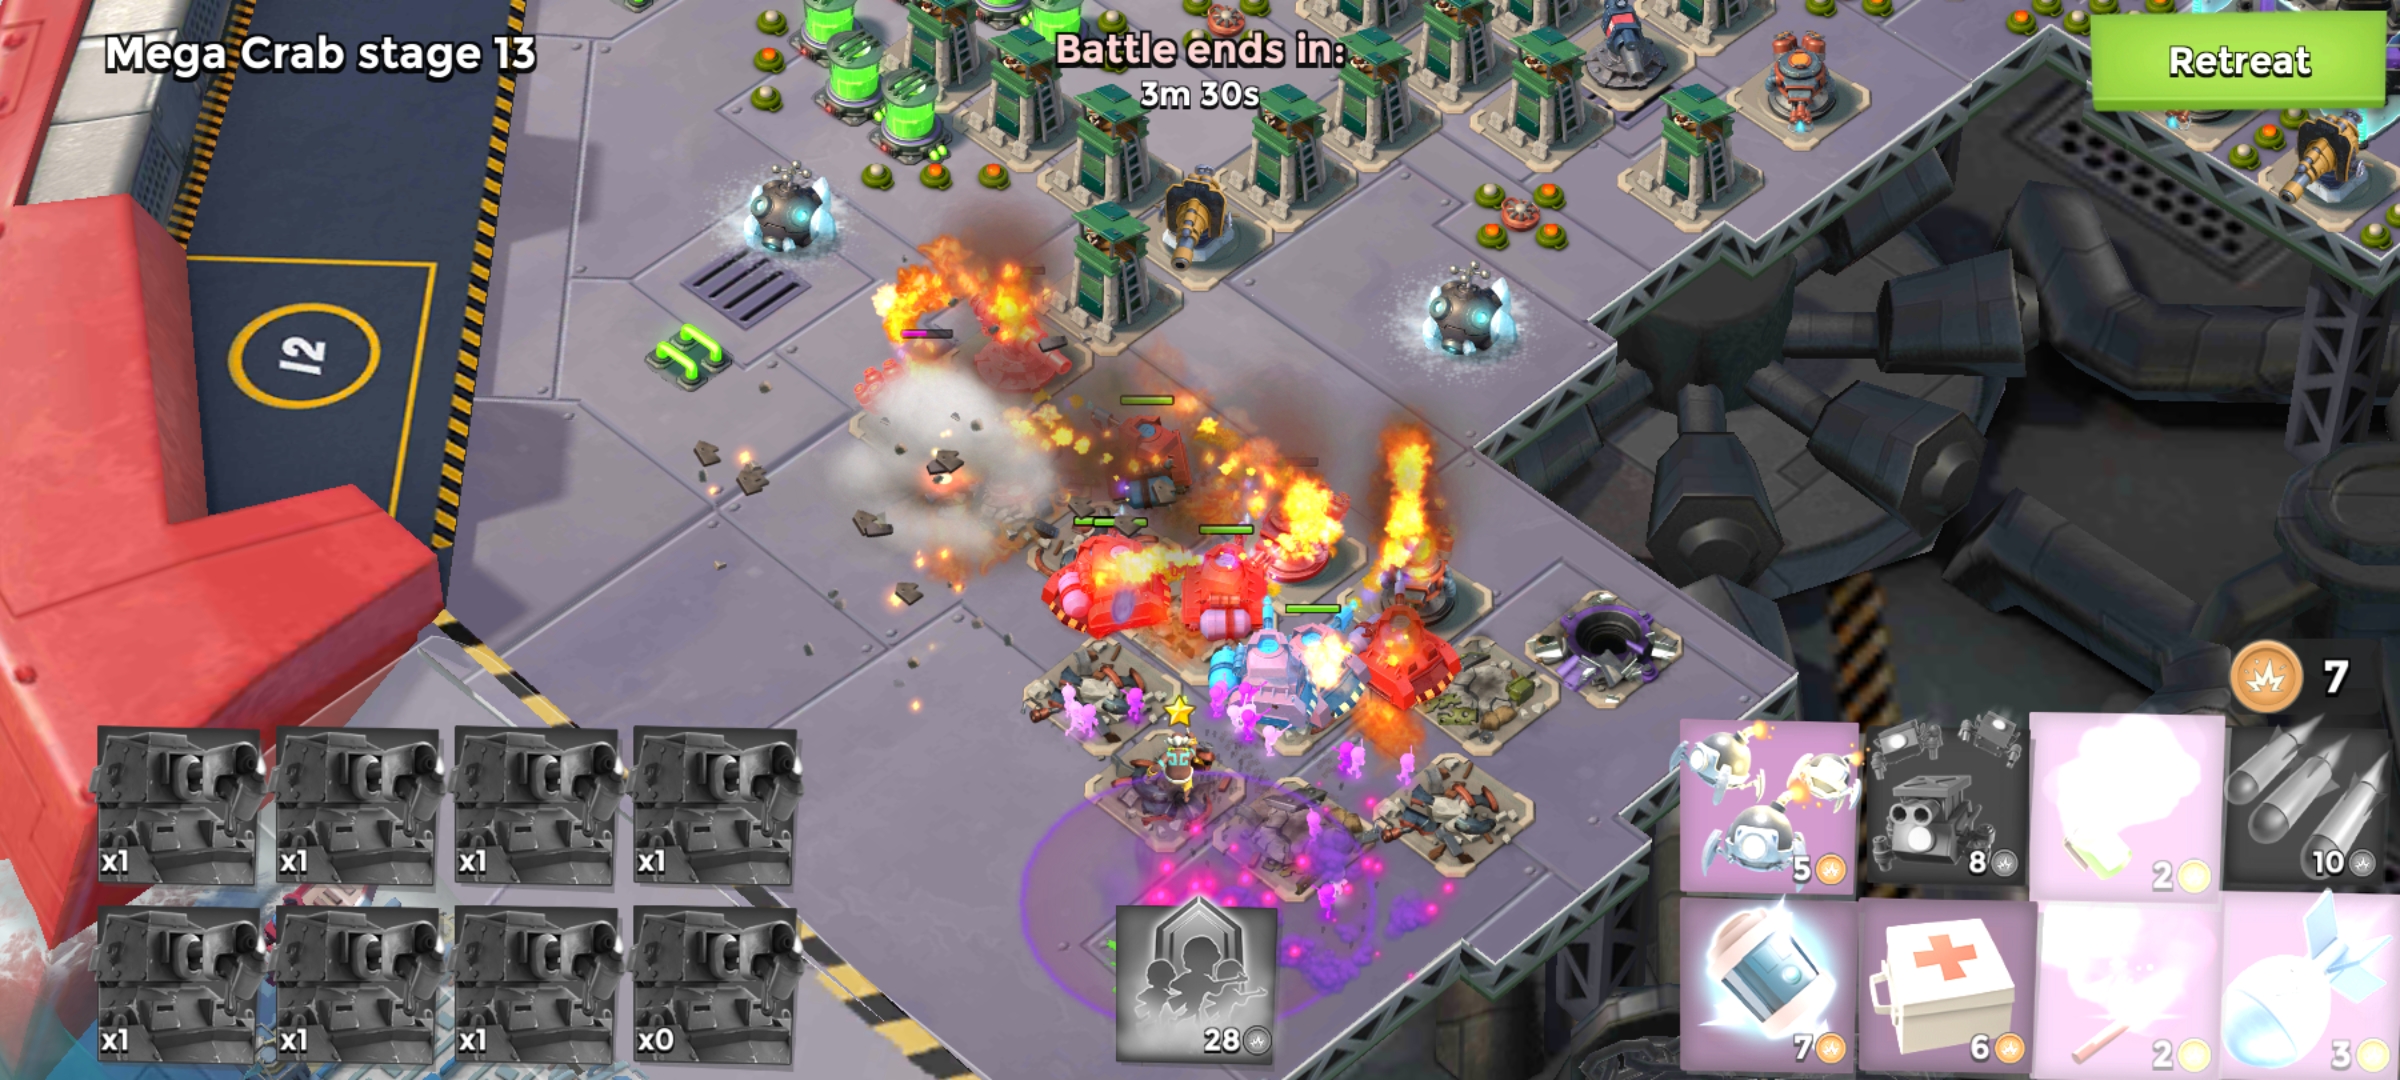 Mega Crab stage 13
Battle ends in:
3m 30s
Retreat
12
7
5
8
2
10
x1
x1
x1
x1
7
6
2
3
x1
x1
x1
x0
28